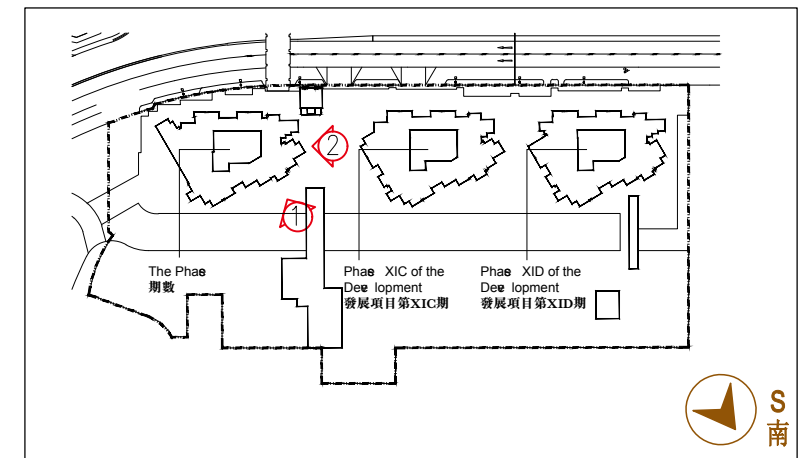 2
1
The Phase
期數
Phase XIC of the
Development
發展項目第XIC期
Phase XID of the
Development
發展項目第XID期
S
南